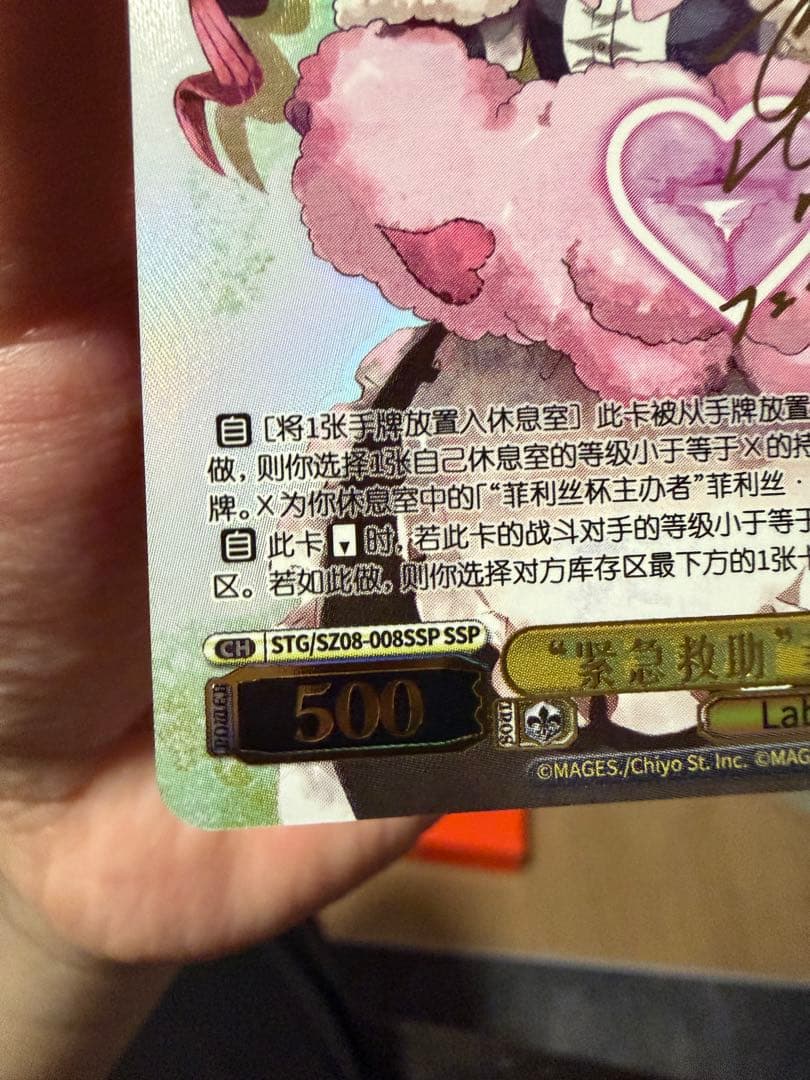 自 [将1张手牌放置入休息室] 此卡被从手牌放置
做，则你选择1张自己休息室的等级小于等于X的持
牌。X为你休息室中的「“菲利丝杯主办者”菲利丝·
自 此卡 时，若此卡的战斗对手的等级小于等于
区。若如此做，则你选择对方库存区最下方的1张卡
CH STG/SZ08-008SSP SSP
“紧急救助”
POWER 500 SOUL
Lab
©MAGES./Chiyo St. Inc. ©MAG